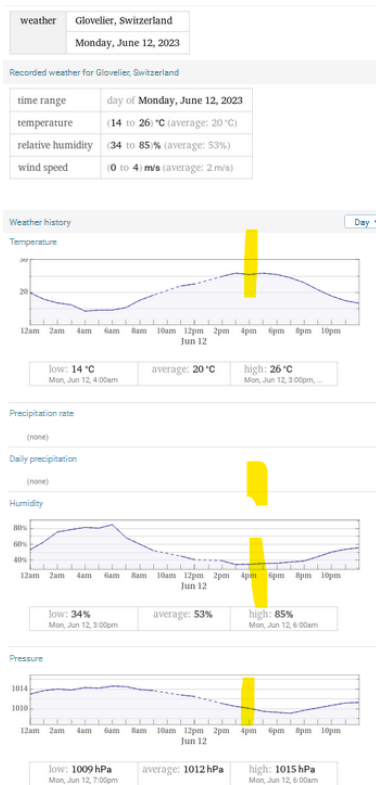 weather Glovelier, Switzerland
Monday, June 12, 2023
Recorded weather for Glovelier, Switzerland
time range day of Monday, June 12, 2023
temperature (14 to 26) °C (average: 20 °C)
relative humidity (34 to 85)% (average: 53%)
wind speed (0 to 4) m/s (average: 2 m/s)
Weather history Day
Temperature
30
20
12am 2am 4am 6am 8am 10am 12pm 2pm 4pm 6pm 8pm 10pm
Jun 12
low: 14 °C average: 20 °C high: 26 °C
Mon, Jun 12, 4:00am Mon, Jun 12, 3:00pm, ...
Precipitation rate
(none)
Daily precipitation
(none)
Humidity
80%
60%
40%
12am 2am 4am 6am 8am 10am 12pm 2pm 4pm 6pm 8pm 10pm
Jun 12
low: 34% average: 53% high: 85%
Mon, Jun 12, 3:00pm Mon, Jun 12, 6:00am
Pressure
1014
1010
12am 2am 4am 6am 8am 10am 12pm 2pm 4pm 6pm 8pm 10pm
Jun 12
low: 1009 hPa average: 1012 hPa high: 1015 hPa
Mon, Jun 12, 7:00pm Mon, Jun 12, 6:00am